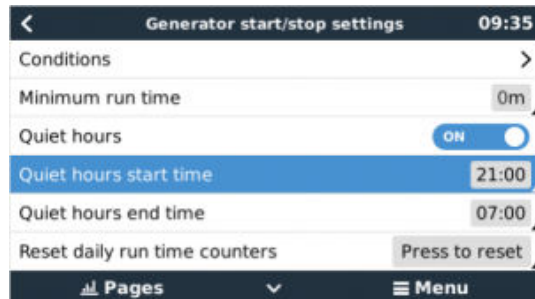 Generator start/stop settings 09:35
Conditions
Minimum run time 0m
Quiet hours ON
Quiet hours start time 21:00
Quiet hours end time 07:00
Reset daily run time counters Press to reset
Pages Menu